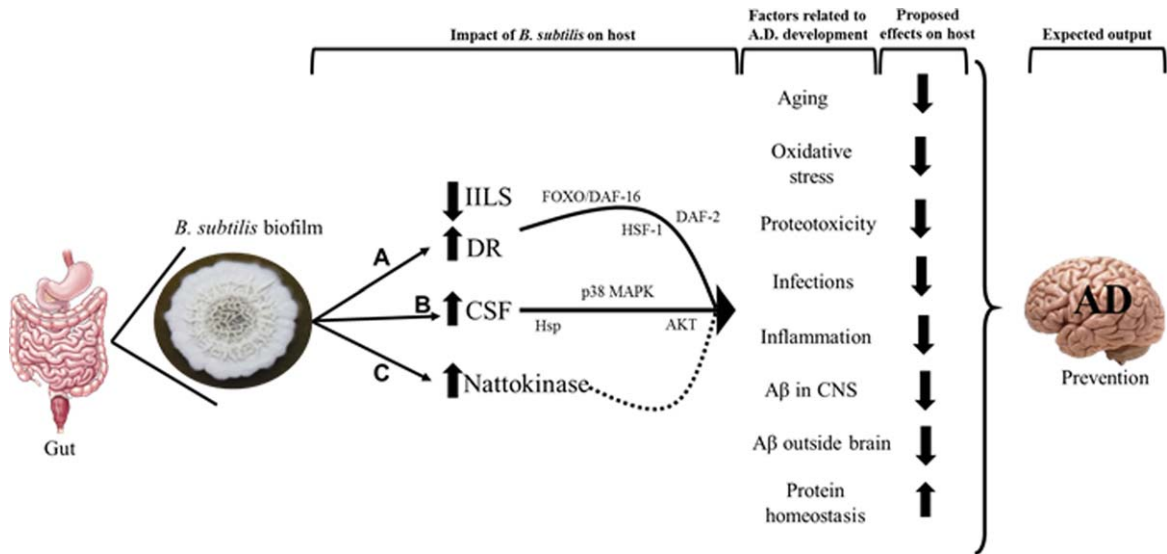 Impact of B. subtilis on host
Factors related to
A.D. development
Proposed
effects on host
Expected output
Gut
B. subtilis biofilm
A
B
C
IILS
DR
CSF
Nattokinase
FOXO/DAF-16
HSF-1
DAF-2
p38 MAPK
Hsp
AKT
Aging
Oxidative
stress
Proteotoxicity
Infections
Inflammation
Aβ in CNS
Aβ outside brain
Protein
homeostasis
AD
Prevention